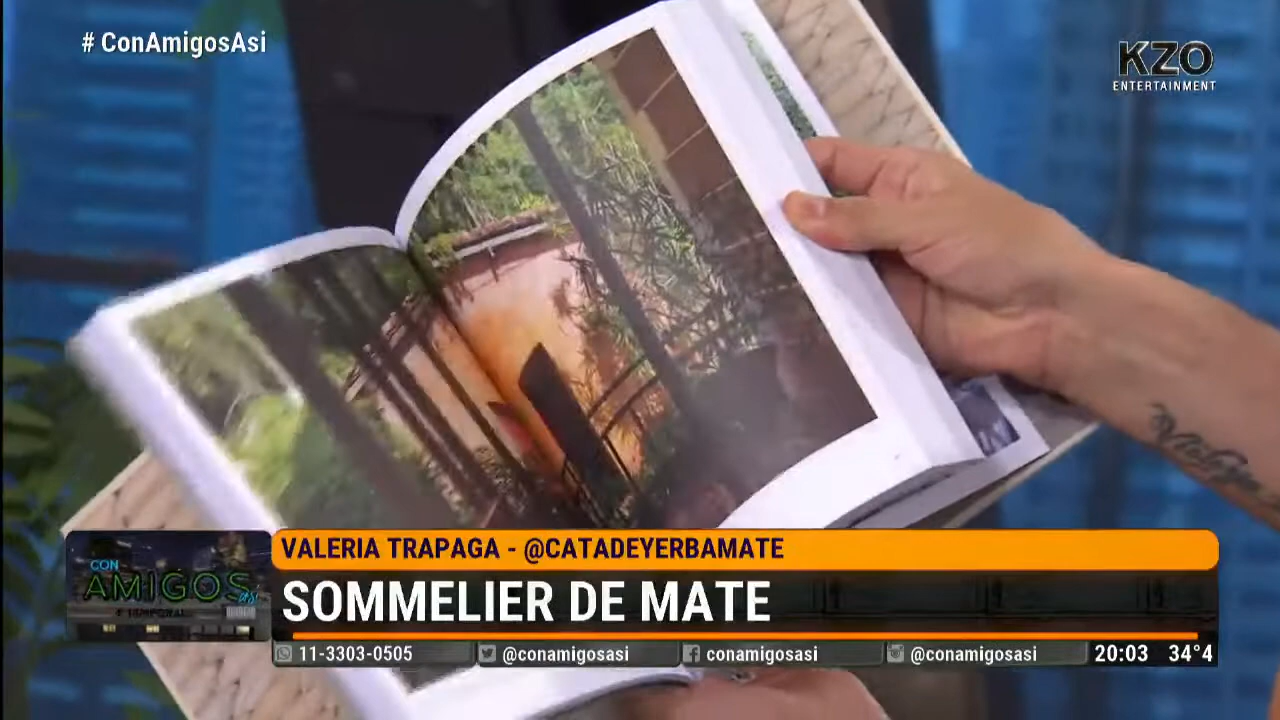 # ConAmigosAsi
KZO
ENTERTAINMENT
VALERIA TRAPAGA - @CATADEYERBAMATE
CON
AMIGOS
así
SOMMELIER DE MATE
11-3303-0505
@conamigosasi
conamigosasi
@conamigosasi
20:03 34°4